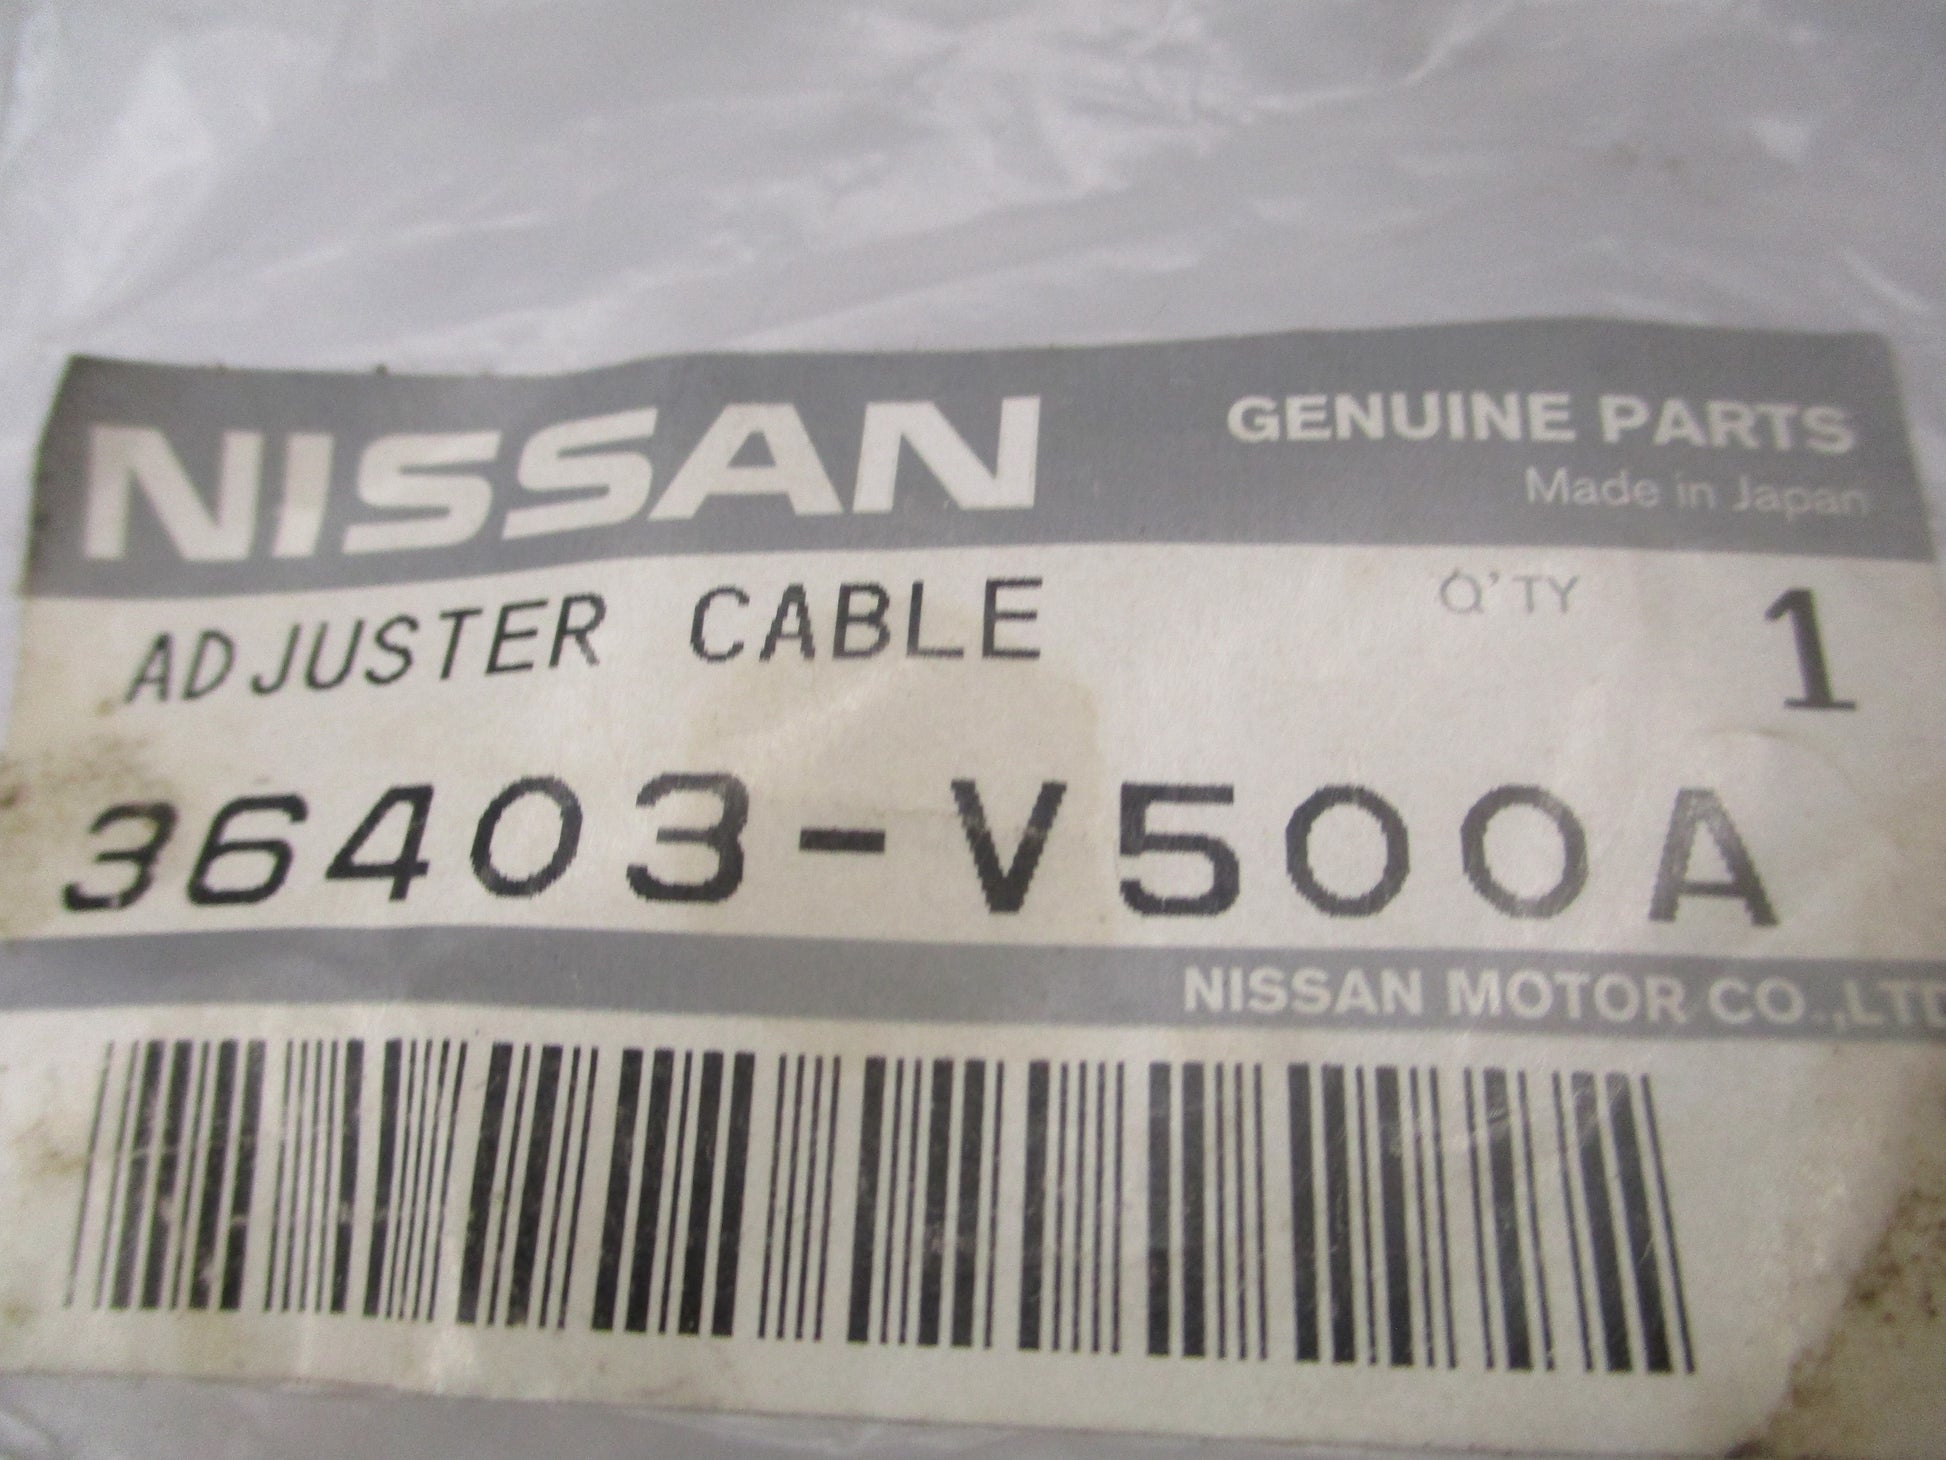 NISSAN GENUINE PARTS
Made in Japan
ADJUSTER CABLE Q'TY 1
36403-V500A
NISSAN MOTOR CO.,LTD